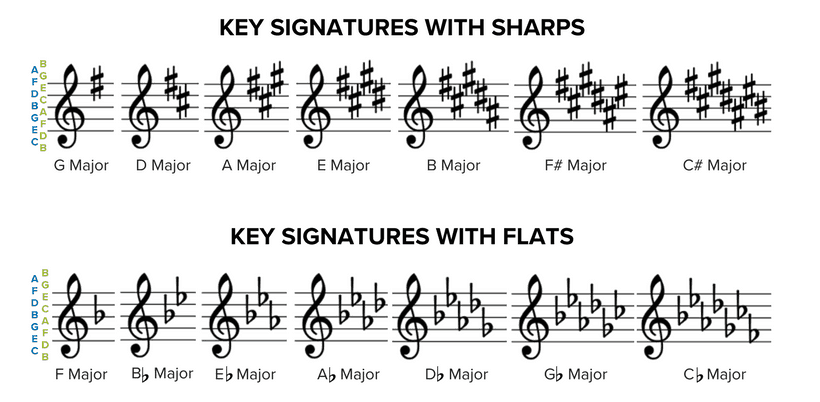 KEY SIGNATURES WITH SHARPS
B
A
G
F
E
D
C
B
A
G
F
E
D
C
B
G Major D Major A Major E Major B Major F# Major C# Major
KEY SIGNATURES WITH FLATS
B
A
G
F
E
D
C
B
A
G
F
E
D
C
B
F Major B♭ Major E♭ Major A♭ Major D♭ Major G♭ Major C♭ Major